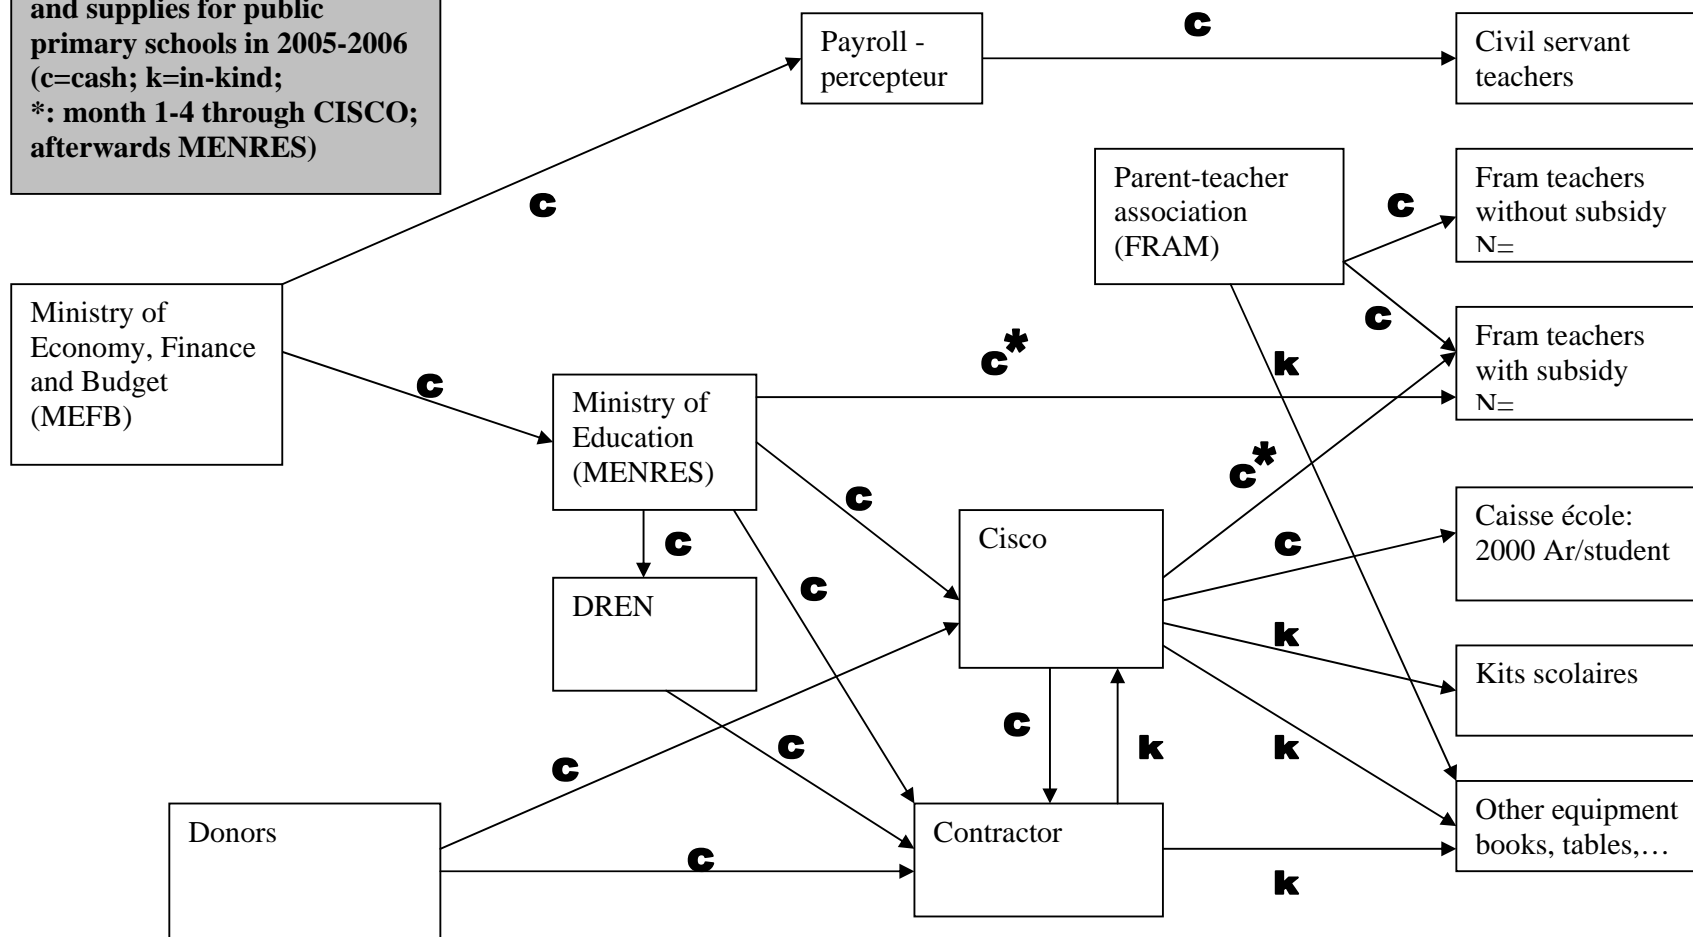 and supplies for public
primary schools in 2005-2006
(c=cash; k=in-kind;
*: month 1-4 through CISCO;
afterwards MENRES)
Payroll -
percepteur
c
Civil servant
teachers
c
Parent-teacher
association
(FRAM)
c
Fram teachers
without subsidy
N=
c
Ministry of
Economy, Finance
and Budget
(MEFB)
c
Ministry of
Education
(MENRES)
c*
k
Fram teachers
with subsidy
N=
c*
c
c
c
Cisco
c
Caisse école:
2000 Ar/student
DREN
k
Kits scolaires
c
c
c
k
k
Other equipment
books, tables,…
Donors
c
Contractor
k